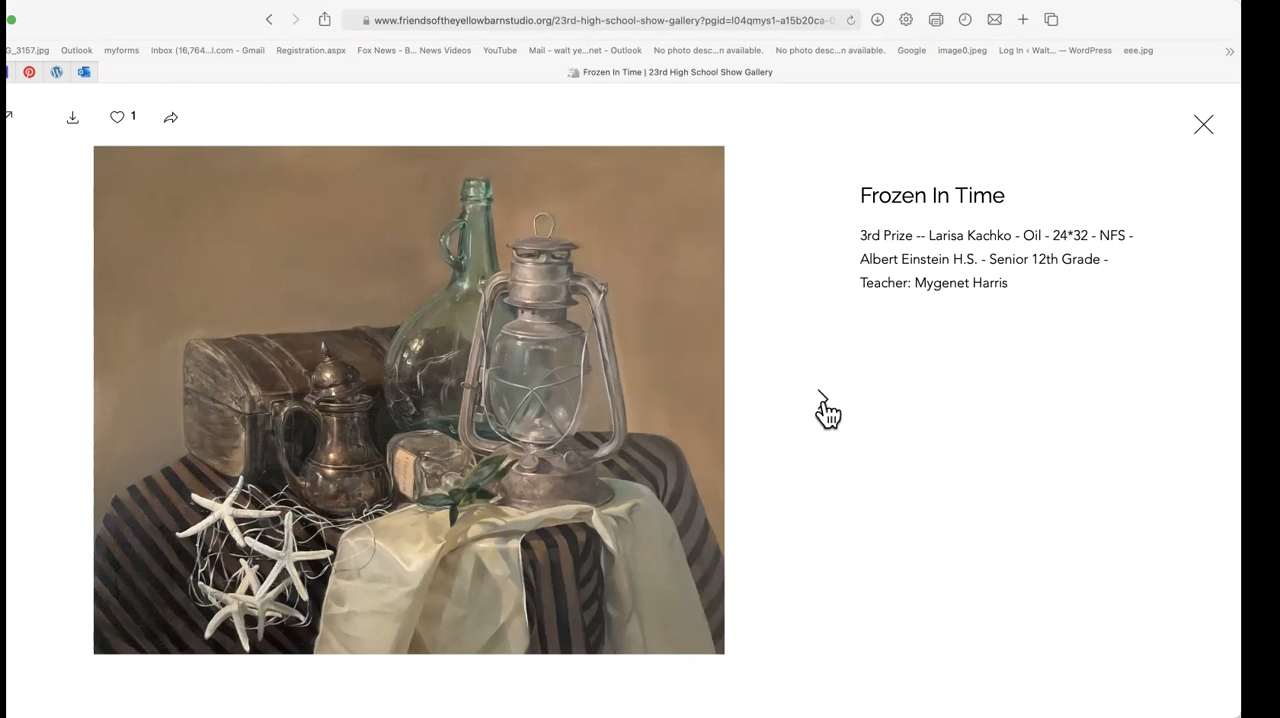 www.friendsoftheyellowbarnstudio.org/23rd-high-school-show-gallery?pgid=l04qmys1-a15b20ca-
G_3157.jpg Outlook myforms Inbox (16,764...l.com - Gmail Registration.aspx Fox News - B... News Videos YouTube Mail - walt ye...net - Outlook No photo desc...n available. No photo desc...n available. Google image0.jpeg Log In ‹ Walt... — WordPress eee.jpg
Frozen In Time | 23rd High School Show Gallery
1
Frozen In Time
3rd Prize -- Larisa Kachko - Oil - 24*32 - NFS -
Albert Einstein H.S. - Senior 12th Grade -
Teacher: Mygenet Harris